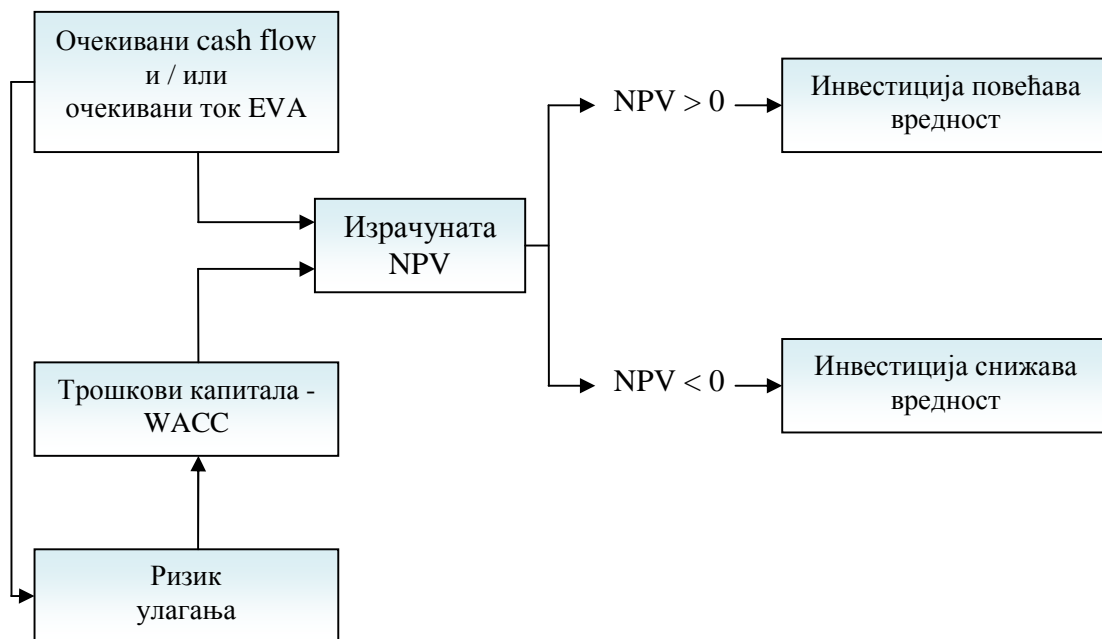 Очекивани cash flow
и / или
очекивани ток EVA
NPV > 0
Инвестиција повећава
вредност
Израчуната
NPV
Трошкови капитала -
WACC
NPV < 0
Инвестиција снижава
вредност
Ризик
улагања